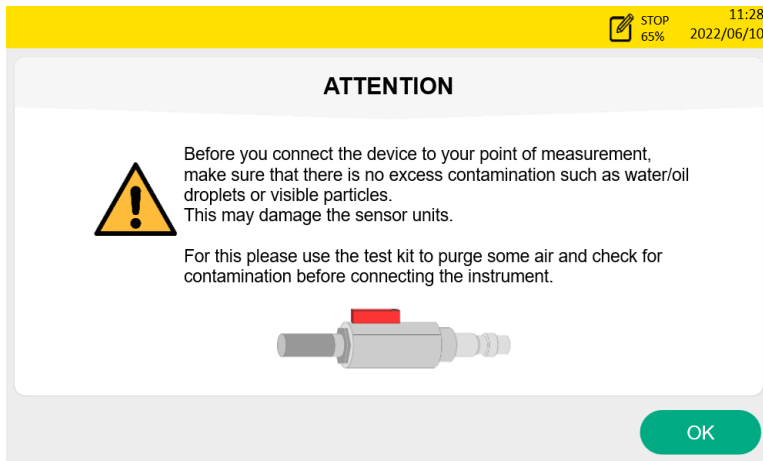 STOP 11:28
65% 2022/06/10
ATTENTION
Before you connect the device to your point of measurement,
make sure that there is no excess contamination such as water/oil
droplets or visible particles.
This may damage the sensor units.
For this please use the test kit to purge some air and check for
contamination before connecting the instrument.
OK